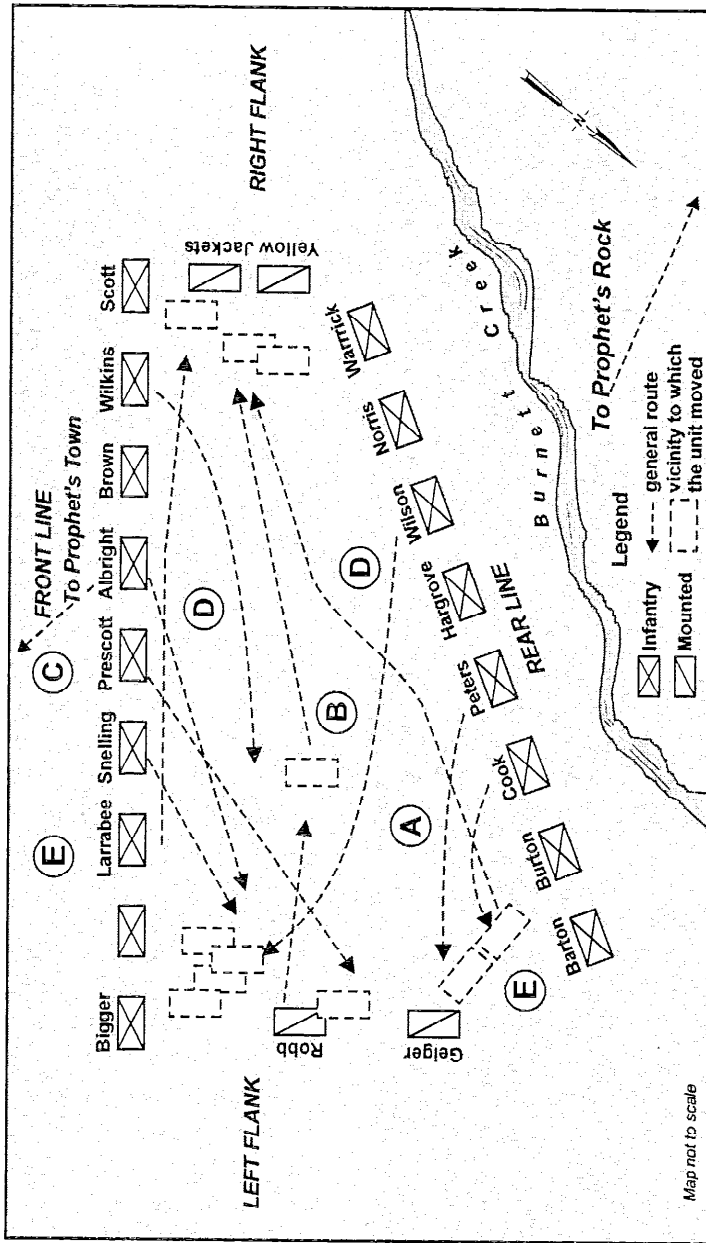 FRONT LINE
To Prophet's Town
C
E
Bigger
Larrabee
Snelling
Prescott
Albright
Brown
Wilkins
Scott
LEFT FLANK
RIGHT FLANK
D
D
B
A
E
Robb
Geiger
Yellow Jackets
Barton
Burton
Cook
Peters
Hargrove
Wilson
Norris
Warrick
REAR LINE
Burnett Creek
N
To Prophet's Rock
Legend
Infantry
Mounted
general route
vicinity to which
the unit moved
Map not to scale